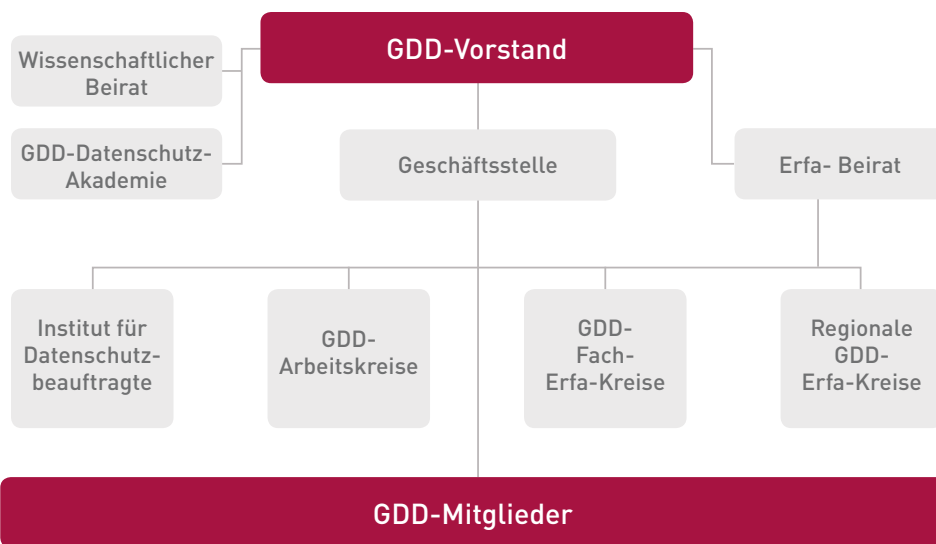 GDD-Vorstand
Wissenschaftlicher
Beirat
GDD-Datenschutz-
Akademie
Geschäftsstelle
Erfa- Beirat
Institut für
Datenschutz-
beauftragte
GDD-
Arbeitskreise
GDD-
Fach-
Erfa-Kreise
Regionale
GDD-
Erfa-Kreise
GDD-Mitglieder